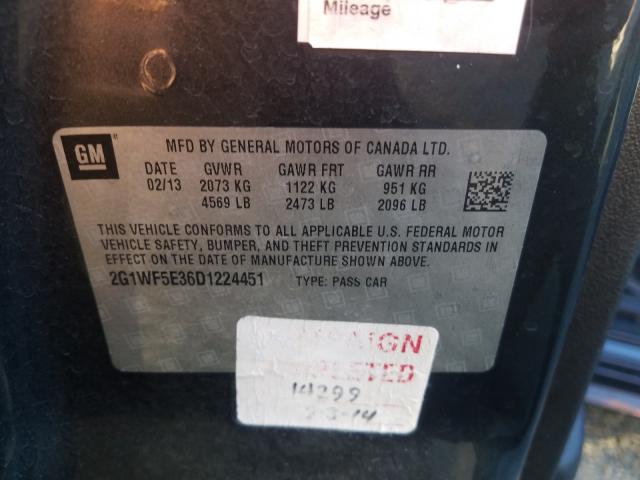 Mileage
GM
MFD BY GENERAL MOTORS OF CANADA LTD.
DATE GVWR GAWR FRT GAWR RR
02/13 2073 KG 1122 KG 951 KG
4569 LB 2473 LB 2096 LB
THIS VEHICLE CONFORMS TO ALL APPLICABLE U.S. FEDERAL MOTOR
VEHICLE SAFETY, BUMPER, AND THEFT PREVENTION STANDARDS IN
EFFECT ON THE DATE OF MANUFACTURE SHOWN ABOVE.
2G1WF5E36D1224451 TYPE: PASS CAR
14299